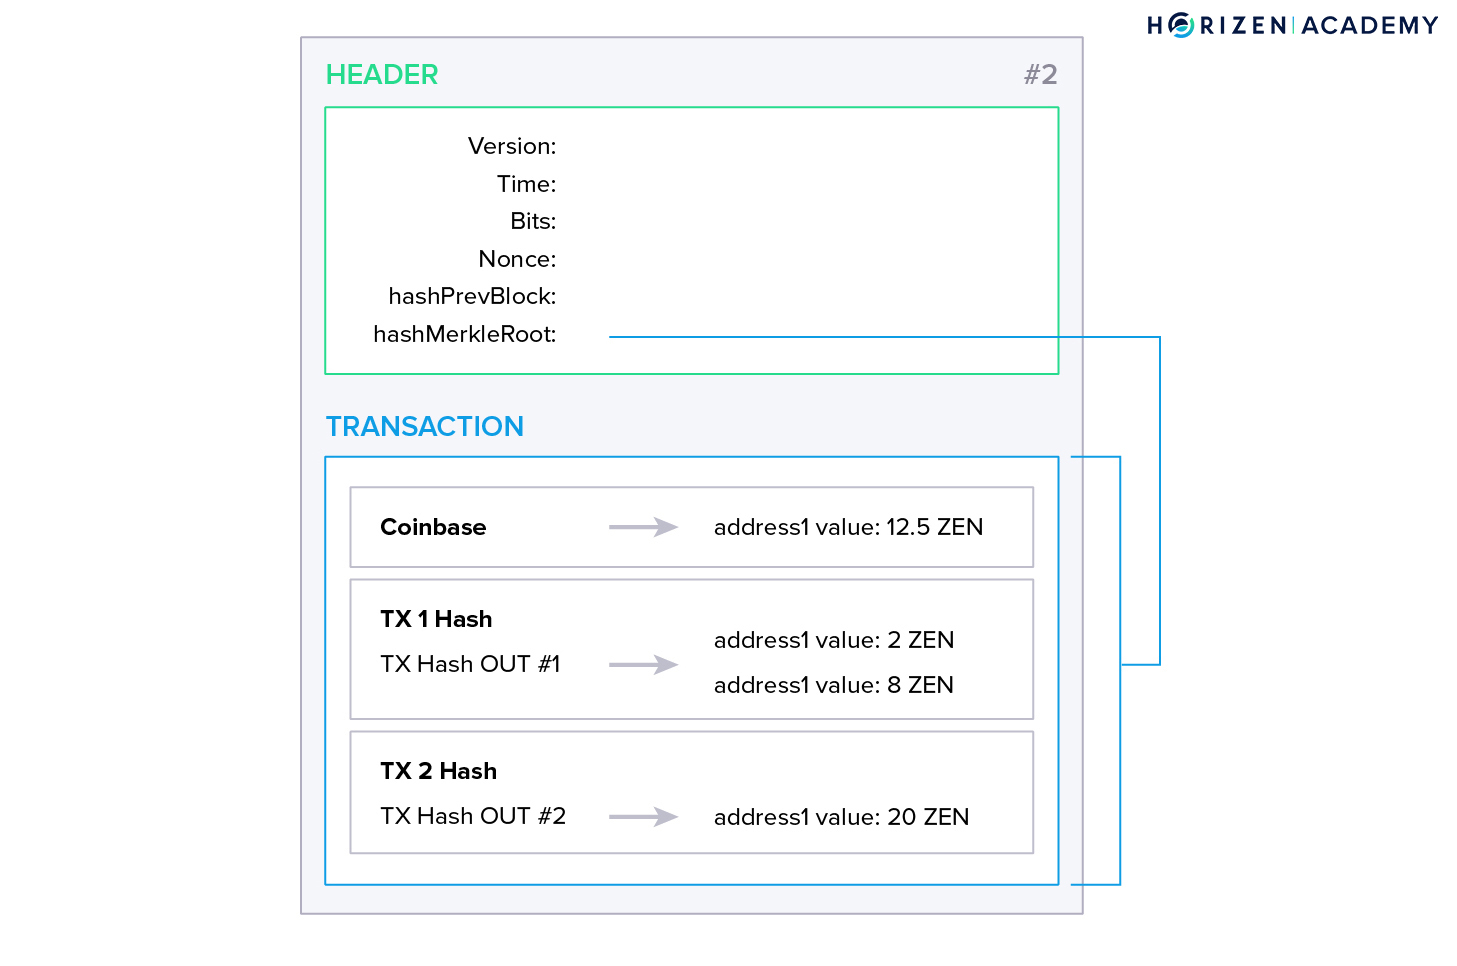 HORIZEN ACADEMY
HEADER #2
Version:
Time:
Bits:
Nonce:
hashPrevBlock:
hashMerkleRoot:
TRANSACTION
Coinbase address1 value: 12.5 ZEN
TX 1 Hash
address1 value: 2 ZEN
TX Hash OUT #1
address1 value: 8 ZEN
TX 2 Hash
TX Hash OUT #2 address1 value: 20 ZEN